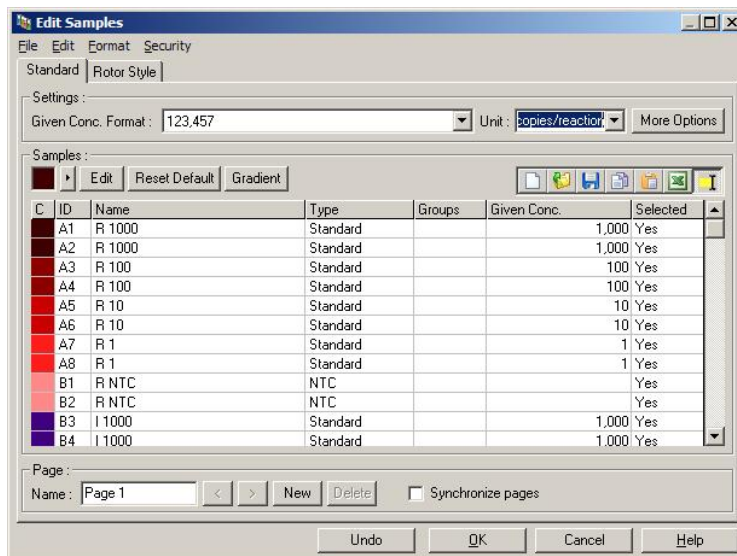 Edit Samples
File Edit Format Security
Standard Rotor Style
Settings :
Given Conc. Format : 123,457 Unit : copies/reaction More Options
Samples :
Edit Reset Default Gradient
C ID Name Type Groups Given Conc. Selected
A1 R 1000 Standard 1,000 Yes
A2 R 1000 Standard 1,000 Yes
A3 R 100 Standard 100 Yes
A4 R 100 Standard 100 Yes
A5 R 10 Standard 10 Yes
A6 R 10 Standard 10 Yes
A7 R 1 Standard 1 Yes
A8 R 1 Standard 1 Yes
B1 R NTC NTC Yes
B2 R NTC NTC Yes
B3 I 1000 Standard 1,000 Yes
B4 I 1000 Standard 1,000 Yes
Page :
Name : Page 1 < > New Delete Synchronize pages
Undo OK Cancel Help